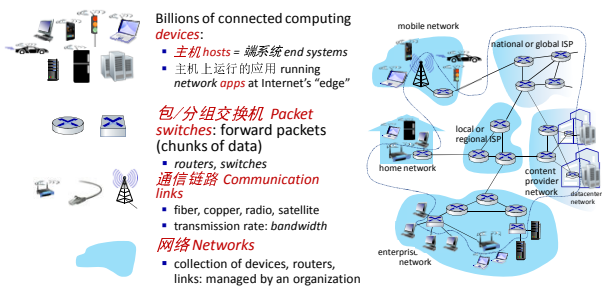 Billions of connected computing
devices:
▪ 主机 hosts = 端系统 end systems
▪ 主机上运行的应用 running
network apps at Internet’s “edge”
包/分组交换机 Packet
switches: forward packets
(chunks of data)
▪ routers, switches
通信链路 Communication
links
▪ fiber, copper, radio, satellite
▪ transmission rate: bandwidth
网络 Networks
▪ collection of devices, routers,
links: managed by an organization
mobile network
national or global ISP
local or
regional ISP
home network
content
provider
network
datacenter
network
enterprise
network